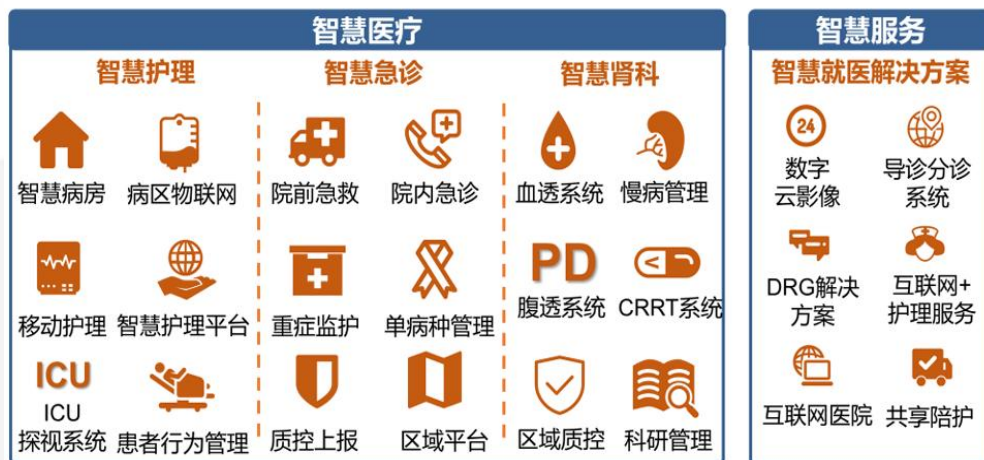 智慧医疗
智慧护理
智慧急诊
智慧肾科
智慧病房
病区物联网
院前急救
院内急诊
血透系统
慢病管理
PD
移动护理
智慧护理平台
重症监护
单病种管理
腹透系统
CRRT系统
ICU
ICU
探视系统
患者行为管理
质控上报
区域平台
区域质控
科研管理
智慧服务
智慧就医解决方案
24
数字
云影像
导诊分诊
系统
DRG解决
方案
互联网+
护理服务
互联网医院
共享陪护